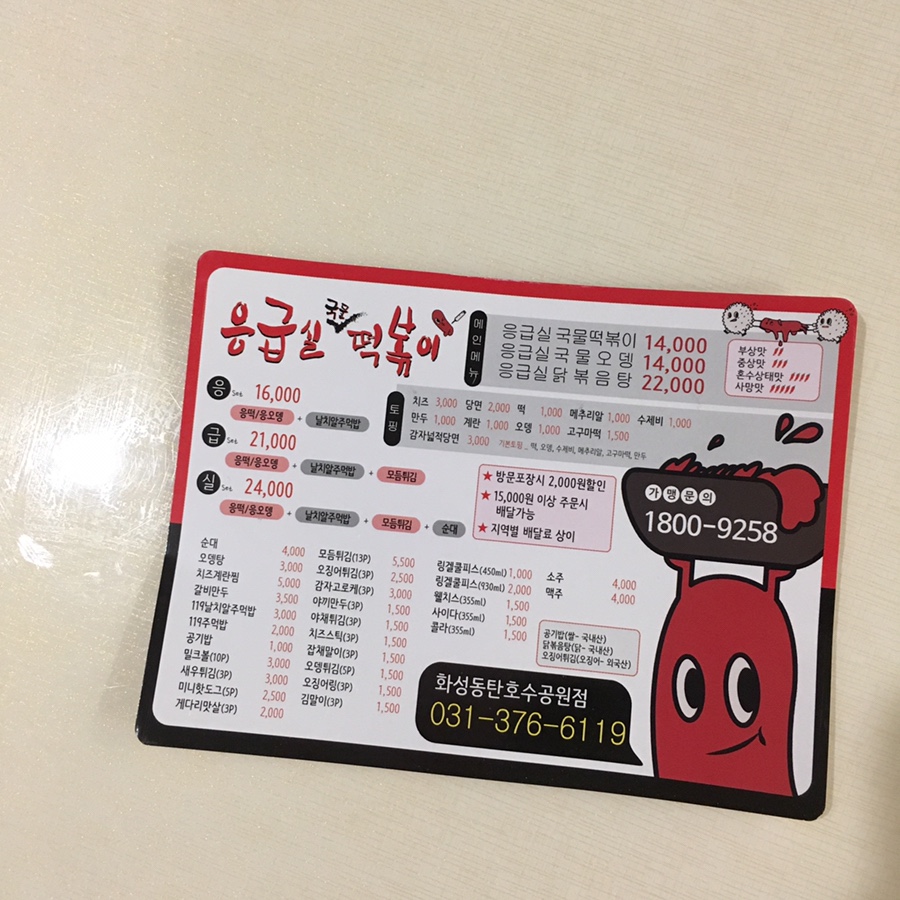 응급실 국물 떡볶이
메인메뉴
응급실국물떡볶이 14,000
응급실국물오뎅 14,000
응급실닭볶음탕 22,000
부상맛
중상맛
혼수상태맛
사망맛
응 Set 16,000
응떡/응오뎅 + 날치알주먹밥
급 Set 21,000
응떡/응오뎅 + 날치알주먹밥 + 모듬튀김
실 Set 24,000
응떡/응오뎅 + 날치알주먹밥 + 모듬튀김 + 순대
토핑
치즈 3,000 당면 2,000 떡 1,000 메추리알 1,000 수제비 1,000
만두 1,000 계란 1,000 오뎅 1,000 고구마떡 1,500
감자넓적당면 3,000 기본토핑 _ 떡, 오뎅, 수제비, 메추리알, 고구마떡, 만두
★ 방문포장시 2,000원할인
★ 15,000원 이상 주문시
배달가능
★ 지역별 배달료 상이
가맹문의
1800-9258
순대 4,000
오뎅탕 3,000
치즈계란찜 5,000
갈비만두 3,500
119날치알주먹밥 3,000
119주먹밥 2,000
공기밥 1,000
밀크볼(10P) 3,000
새우튀김(3P) 3,000
미니핫도그(5P) 2,500
게다리맛살(3P) 2,000
모듬튀김(13P) 5,500
오징어튀김(3P) 2,500
감자고로케(3P) 3,000
야끼만두(3P) 1,500
야채튀김(3P) 1,500
치즈스틱(3P) 1,500
잡채말이(3P) 1,500
오뎅튀김(5P) 1,500
오징어링(3P) 1,500
김말이(3P) 1,500
링겔쿨피스(450ml) 1,000
링겔쿨피스(930ml) 2,000
웰치스(355ml) 1,500
사이다(355ml) 1,500
콜라(355ml) 1,500
소주 4,000
맥주 4,000
공기밥(쌀- 국내산)
닭볶음탕(닭- 국내산)
오징어튀김(오징어- 외국산)
화성동탄호수공원점
031-376-6119